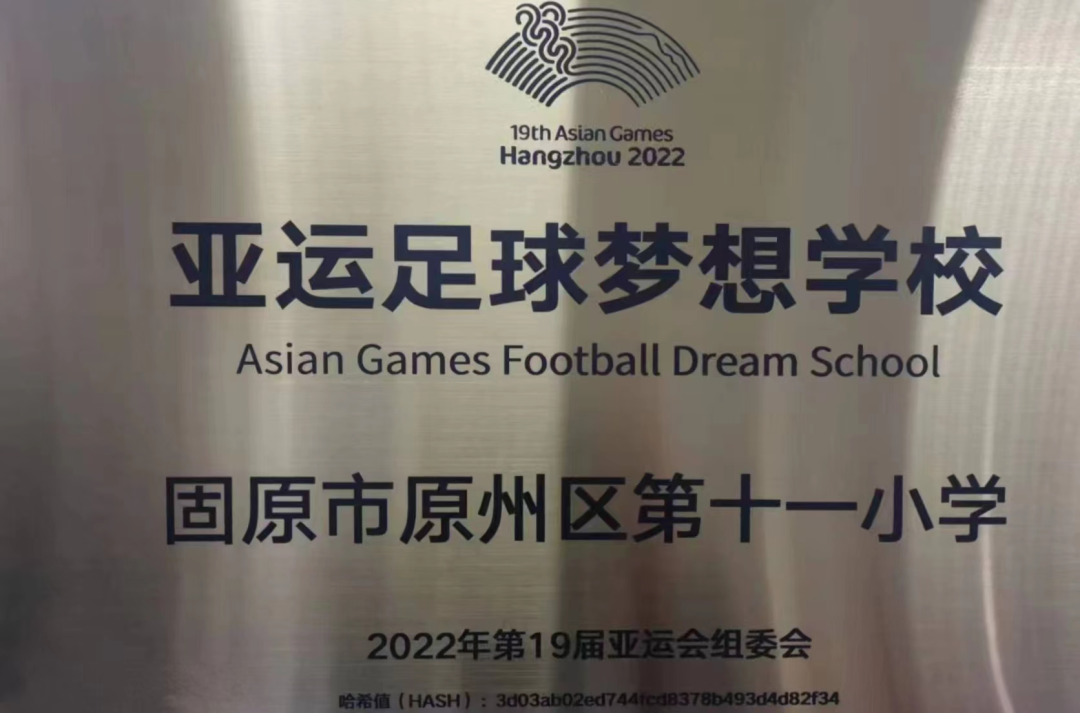 19th Asian Games
Hangzhou 2022
亚运足球梦想学校
Asian Games Football Dream School
固原市原州区第十一小学
2022年第19届亚运会组委会
哈希值（HASH）：3d03ab02ed744fcd8378b493d4d82f34